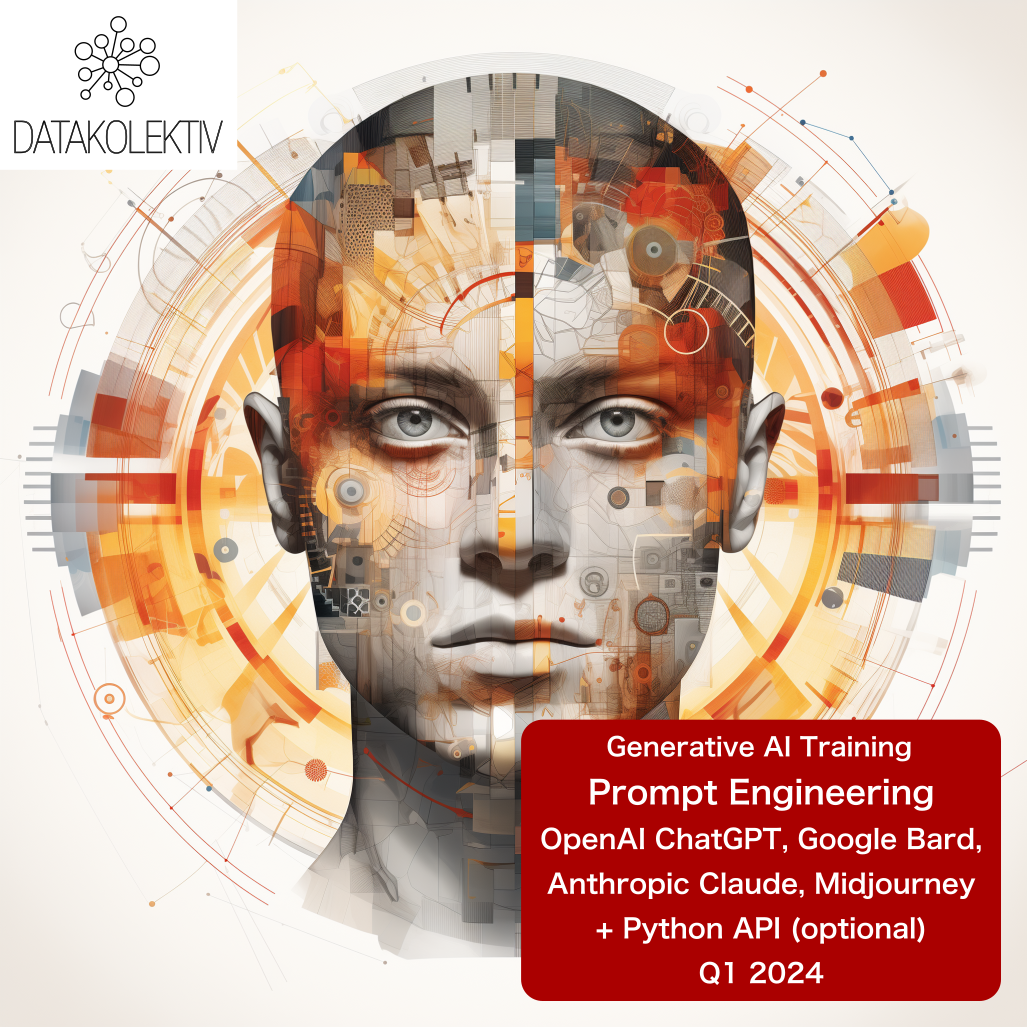 DATAKOLEKTIV
Generative AI Training
Prompt Engineering
OpenAI ChatGPT, Google Bard,
Anthropic Claude, Midjourney
+ Python API (optional)
Q1 2024